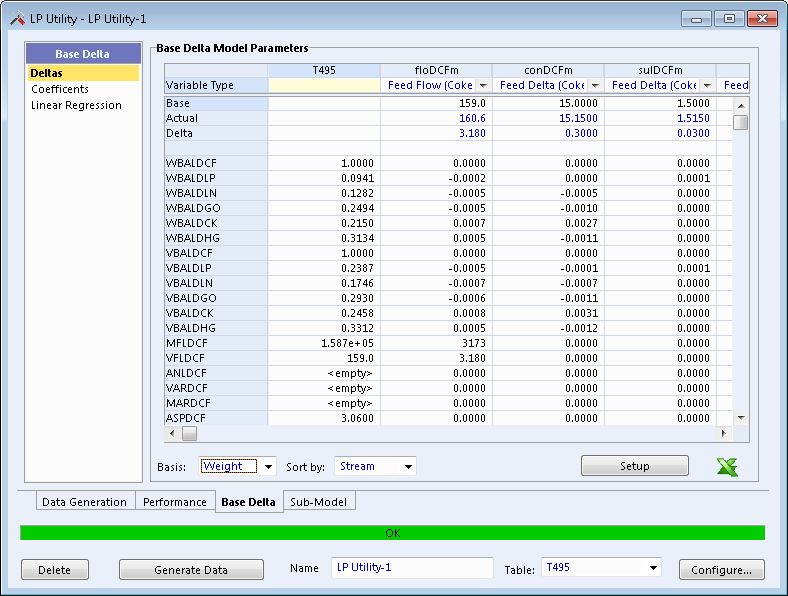 LP Utility - LP Utility-1
Base Delta
Deltas
Coefficents
Linear Regression
Base Delta Model Parameters
T495 floDCFm conDCFm sulDCFm
Variable Type Feed Flow (Coke Feed Delta (Coke Feed Delta (Coke Feed
Base 159.0 15.0000 1.5000
Actual 160.6 15.1500 1.5150
Delta 3.180 0.3000 0.0300
WBALDCF 1.0000 0.0000 0.0000 0.0000
WBALDLP 0.0941 -0.0002 0.0000 0.0001
WBALDLN 0.1282 -0.0005 -0.0005 0.0000
WBALDGO 0.2494 -0.0005 -0.0010 0.0000
WBALDCK 0.2150 0.0007 0.0027 0.0000
WBALDHG 0.3134 0.0005 -0.0011 0.0000
VBALDCF 1.0000 0.0000 0.0000 0.0000
VBALDLP 0.2387 -0.0005 -0.0001 0.0001
VBALDLN 0.1746 -0.0007 -0.0007 0.0000
VBALDGO 0.2930 -0.0006 -0.0011 0.0000
VBALDCK 0.2458 0.0008 0.0031 0.0000
VBALDHG 0.3312 0.0005 -0.0012 0.0000
MFLDCF 1.587e+05 3173 0.0000 0.0000
VFLDCF 159.0 3.180 0.0000 0.0000
ANLDCF <empty> 0.0000 0.0000 0.0000
VARDCF <empty> 0.0000 0.0000 0.0000
MARDCF <empty> 0.0000 0.0000 0.0000
ASPDCF 3.0600 0.0000 0.0000 0.0000
Basis: Weight Sort by: Stream Setup
Data Generation Performance Base Delta Sub-Model
OK
Delete Generate Data Name LP Utility-1 Table: T495 Configure...